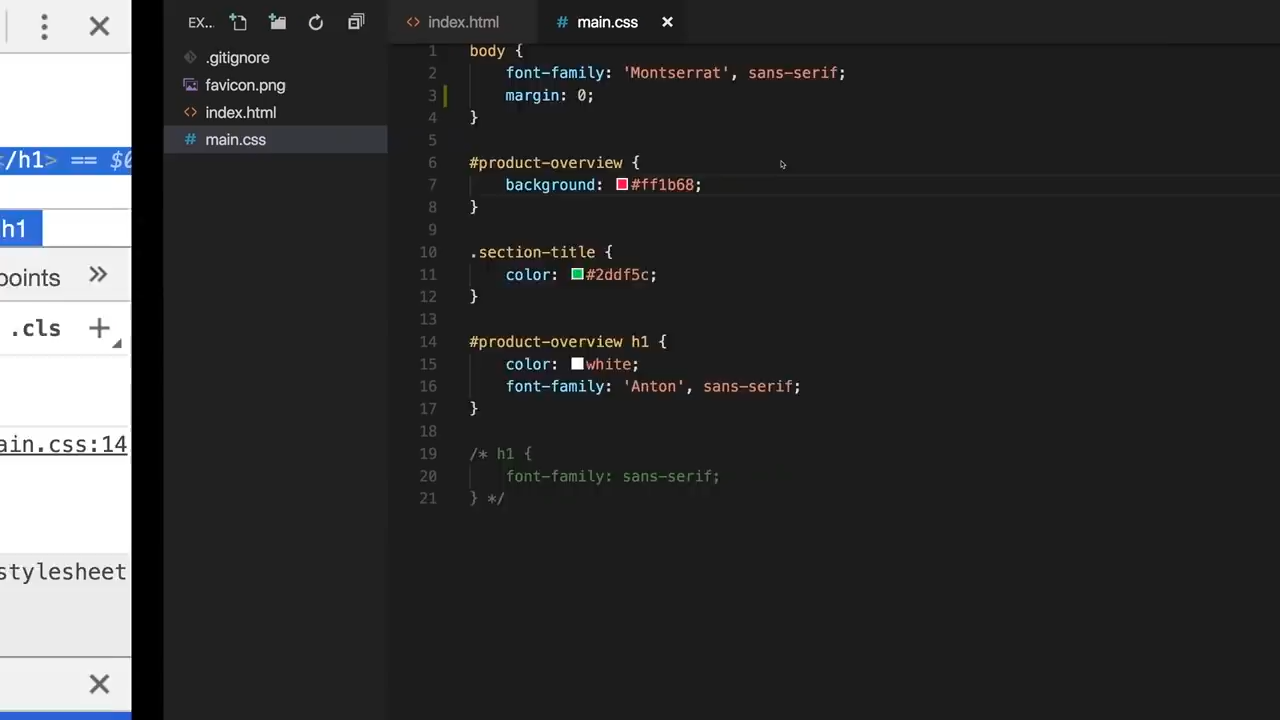 </h1> == $0
h1
points
.cls
ain.css:14
stylesheet
EX...
.gitignore
favicon.png
index.html
main.css
index.html
main.css
1 body {
2 font-family: 'Montserrat', sans-serif;
3 margin: 0;
4 }
5
6 #product-overview {
7 background: #ff1b68;
8 }
9
10 .section-title {
11 color: #2ddf5c;
12 }
13
14 #product-overview h1 {
15 color: white;
16 font-family: 'Anton', sans-serif;
17 }
18
19 /* h1 {
20 font-family: sans-serif;
21 } */